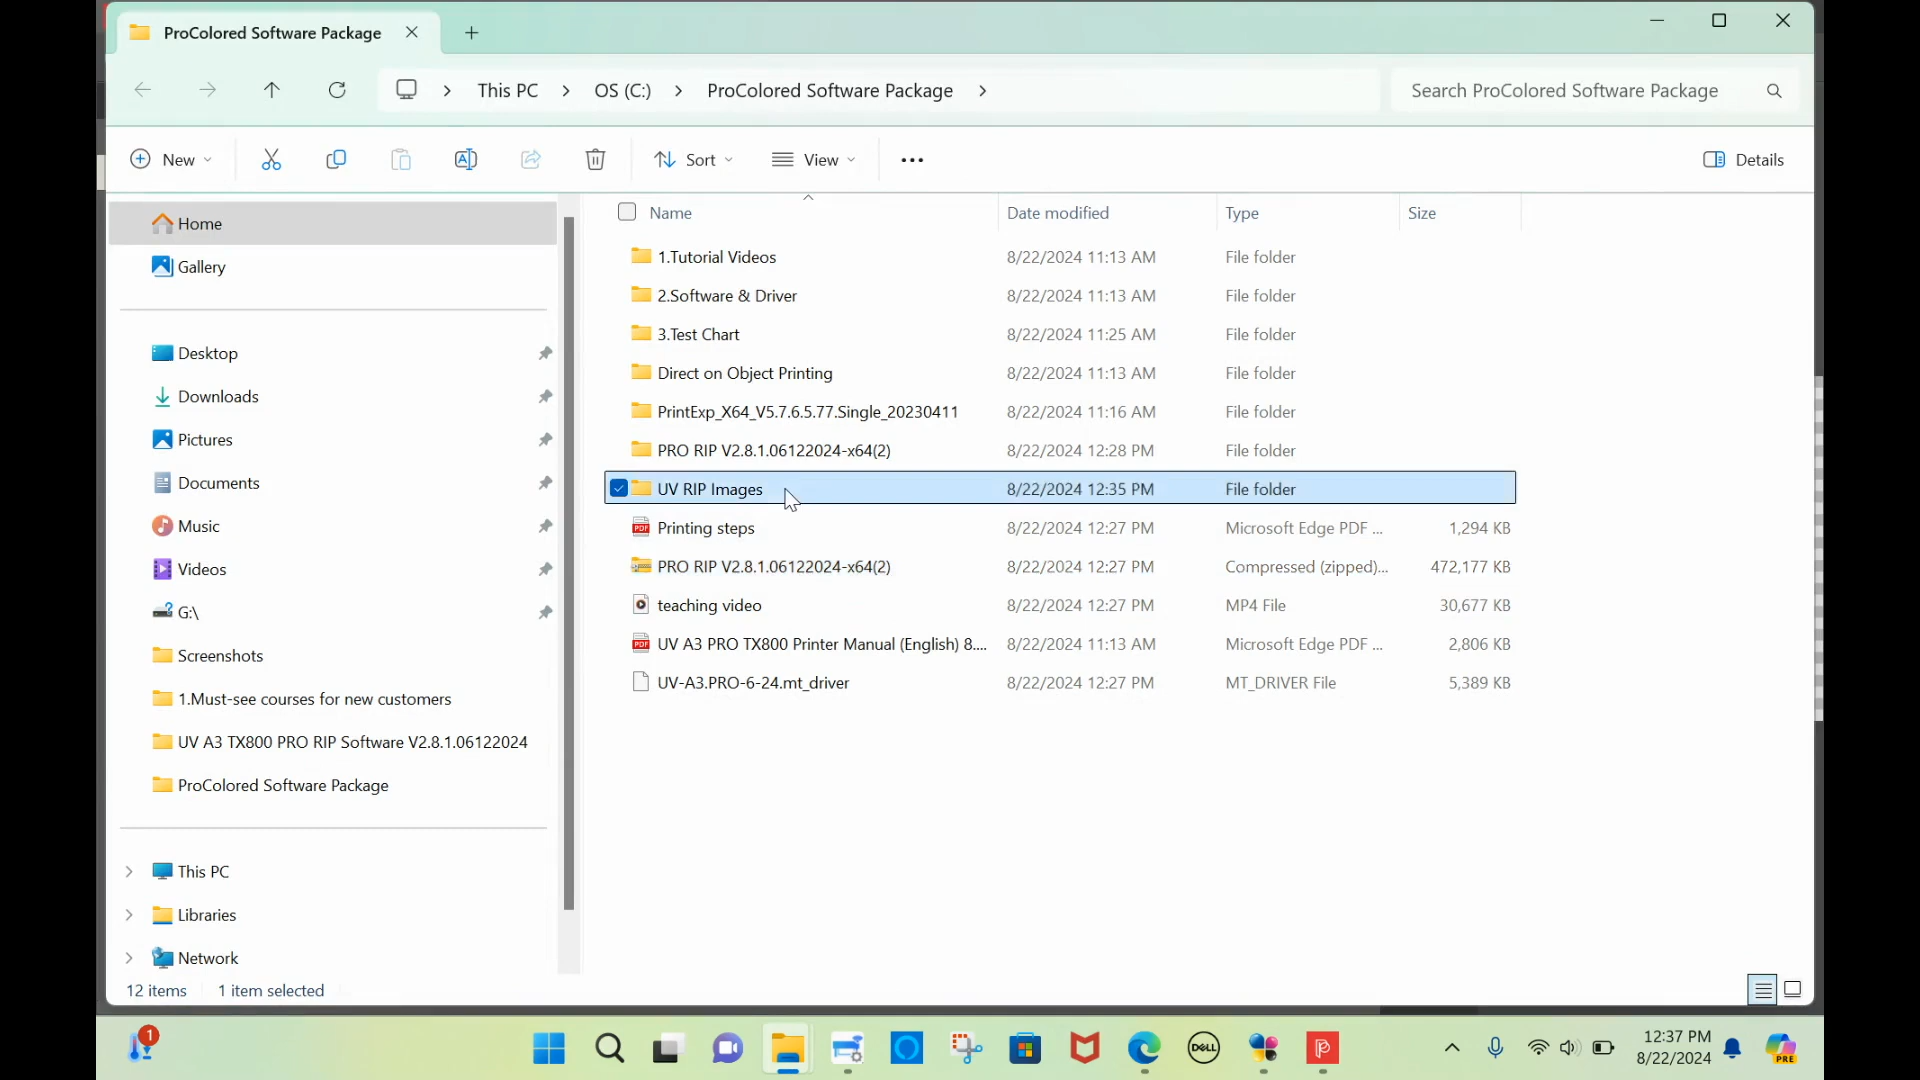 ProColored Software Package
This PC > OS (C:) > ProColored Software Package >
Search ProColored Software Package
New
Sort
View
Details
Home
Gallery
Desktop
Downloads
Pictures
Documents
Music
Videos
G:\
Screenshots
1.Must-see courses for new customers
UV A3 TX800 PRO RIP Software V2.8.1.06122024
ProColored Software Package
This PC
Libraries
Network
Name Date modified Type Size
1.Tutorial Videos 8/22/2024 11:13 AM File folder
2.Software & Driver 8/22/2024 11:13 AM File folder
3.Test Chart 8/22/2024 11:25 AM File folder
Direct on Object Printing 8/22/2024 11:13 AM File folder
PrintExp_X64_V5.7.6.5.77.Single_20230411 8/22/2024 11:16 AM File folder
PRO RIP V2.8.1.06122024-x64(2) 8/22/2024 12:28 PM File folder
UV RIP Images 8/22/2024 12:35 PM File folder
Printing steps 8/22/2024 12:27 PM Microsoft Edge PDF ... 1,294 KB
PRO RIP V2.8.1.06122024-x64(2) 8/22/2024 12:27 PM Compressed (zipped)... 472,177 KB
teaching video 8/22/2024 12:27 PM MP4 File 30,677 KB
UV A3 PRO TX800 Printer Manual (English) 8.... 8/22/2024 11:13 AM Microsoft Edge PDF ... 2,806 KB
UV-A3.PRO-6-24.mt_driver 8/22/2024 12:27 PM MT_DRIVER File 5,389 KB
12 items 1 item selected
1
DELL
12:37 PM
8/22/2024
PRE